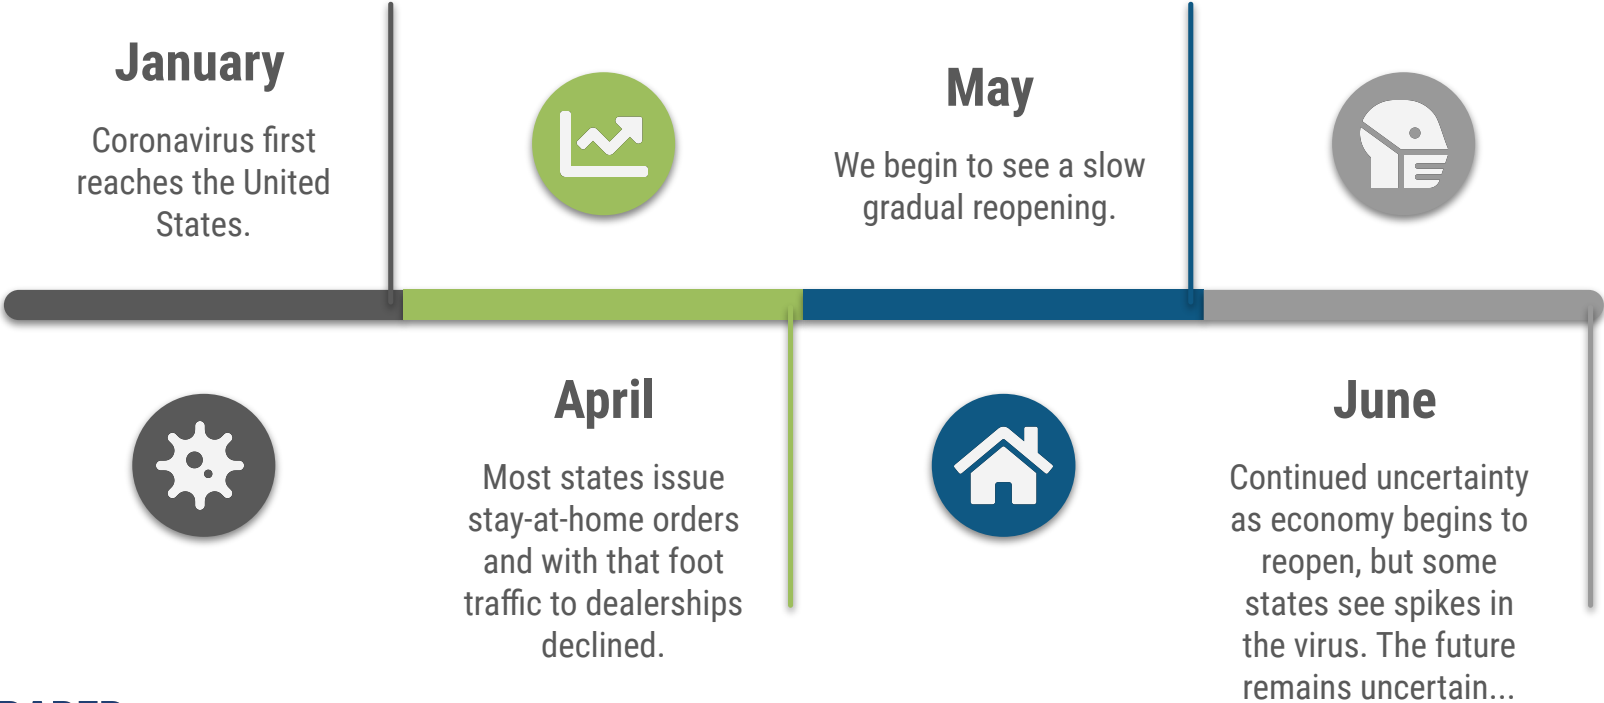 January
Coronavirus first
reaches the United
States.
April
Most states issue
stay-at-home orders
and with that foot
traffic to dealerships
declined.
May
We begin to see a slow
gradual reopening.
June
Continued uncertainty
as economy begins to
reopen, but some
states see spikes in
the virus. The future
remains uncertain...